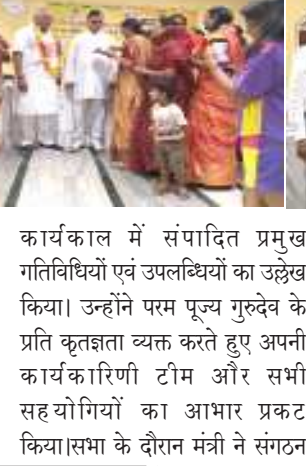 कार्यकाल में संपादित प्रमुख
गतिविधियों एवं उपलब्धियों का उल्लेख
किया। उन्होंने परम पूज्य गुरुदेव के
प्रति कृतज्ञता व्यक्त करते हुए अपनी
कार्यकारिणी टीम और सभी
सहयोगियों का आभार प्रकट
किया।सभा के दौरान मंत्री ने संगठन